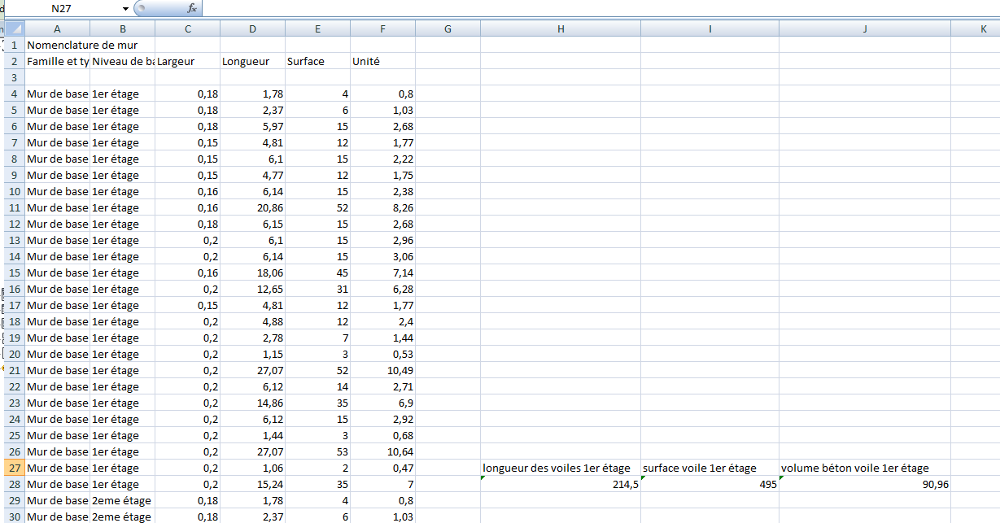 N27 fx
A B C D E F G H I J K
1 Nomenclature de mur
2 Famille et ty Niveau de ba Largeur Longueur Surface Unité
3
4 Mur de base 1er étage 0,18 1,78 4 0,8
5 Mur de base 1er étage 0,18 2,37 6 1,03
6 Mur de base 1er étage 0,18 5,97 15 2,68
7 Mur de base 1er étage 0,15 4,81 12 1,77
8 Mur de base 1er étage 0,15 6,1 15 2,22
9 Mur de base 1er étage 0,15 4,77 12 1,75
10 Mur de base 1er étage 0,16 6,14 15 2,38
11 Mur de base 1er étage 0,16 20,86 52 8,26
12 Mur de base 1er étage 0,18 6,15 15 2,68
13 Mur de base 1er étage 0,2 6,1 15 2,96
14 Mur de base 1er étage 0,2 6,14 15 3,06
15 Mur de base 1er étage 0,16 18,06 45 7,14
16 Mur de base 1er étage 0,2 12,65 31 6,28
17 Mur de base 1er étage 0,15 4,81 12 1,77
18 Mur de base 1er étage 0,2 4,88 12 2,4
19 Mur de base 1er étage 0,2 2,78 7 1,44
20 Mur de base 1er étage 0,2 1,15 3 0,53
21 Mur de base 1er étage 0,2 27,07 52 10,49
22 Mur de base 1er étage 0,2 6,12 14 2,71
23 Mur de base 1er étage 0,2 14,86 35 6,9
24 Mur de base 1er étage 0,2 6,12 15 2,92
25 Mur de base 1er étage 0,2 1,44 3 0,68
26 Mur de base 1er étage 0,2 27,07 53 10,64
27 Mur de base 1er étage 0,2 1,06 2 0,47 longueur des voiles 1er étage surface voile 1er étage volume béton voile 1er étage
28 Mur de base 1er étage 0,2 15,24 35 7 214,5 495 90,96
29 Mur de base 2eme étage 0,18 1,78 4 0,8
30 Mur de base 2eme étage 0,18 2,37 6 1,03